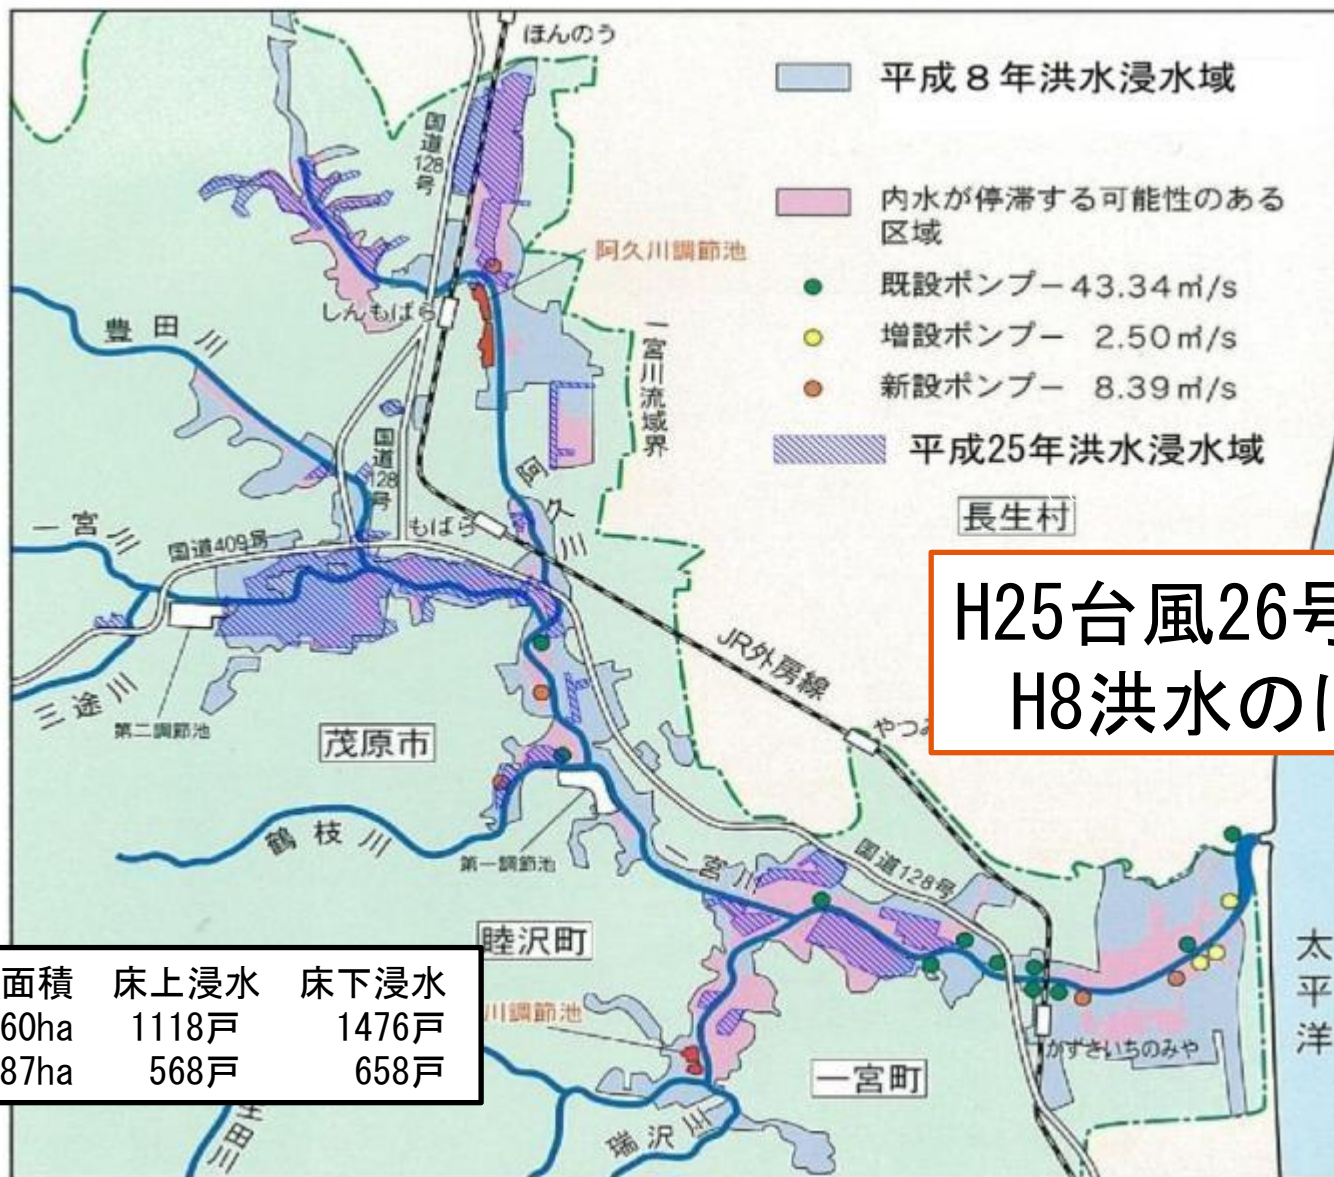 ほんのう
平成８年洪水浸水域
国道128号
内水が停滞する可能性のある
区域
阿久川調節池
既設ポンプー43.34㎥/s
しんもばら
増設ポンプー 2.50㎥/s
豊田川
一宮川流域界
新設ポンプー 8.39㎥/s
国道128号
平成25年洪水浸水域
阿久川
長生村
一宮川
国道409号
もばら
H25台風26号
H8洪水の
JR外房線
三途川
第二調節池
茂原市
やつみ
鶴枝川
第一調節池
一宮川
国道128号
睦沢町
太平洋
面積 床上浸水 床下浸水
60ha 1118戸 1476戸
87ha 568戸 658戸
川調節池
かずさいちのみや
一宮町
瑞沢川
生田川